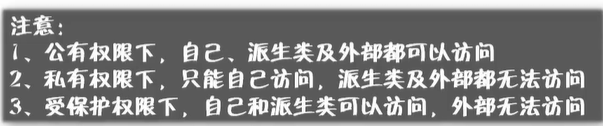 注意：
1、公有权限下，自己、派生类及外部都可以访问
2、私有权限下，只能自己访问，派生类及外部无法访问
3、受保护权限下，自己和派生类可以访问，外部无法访问